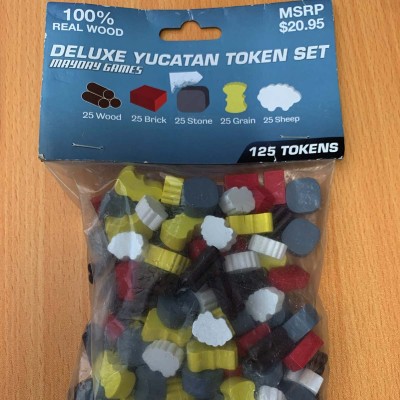 100%
REAL WOOD
MSRP
$20.95
DELUXE YUCATAN TOKEN SET
MAYDAY GAMES
25 Wood 25 Brick 25 Stone 25 Grain 25 Sheep
125 TOKENS